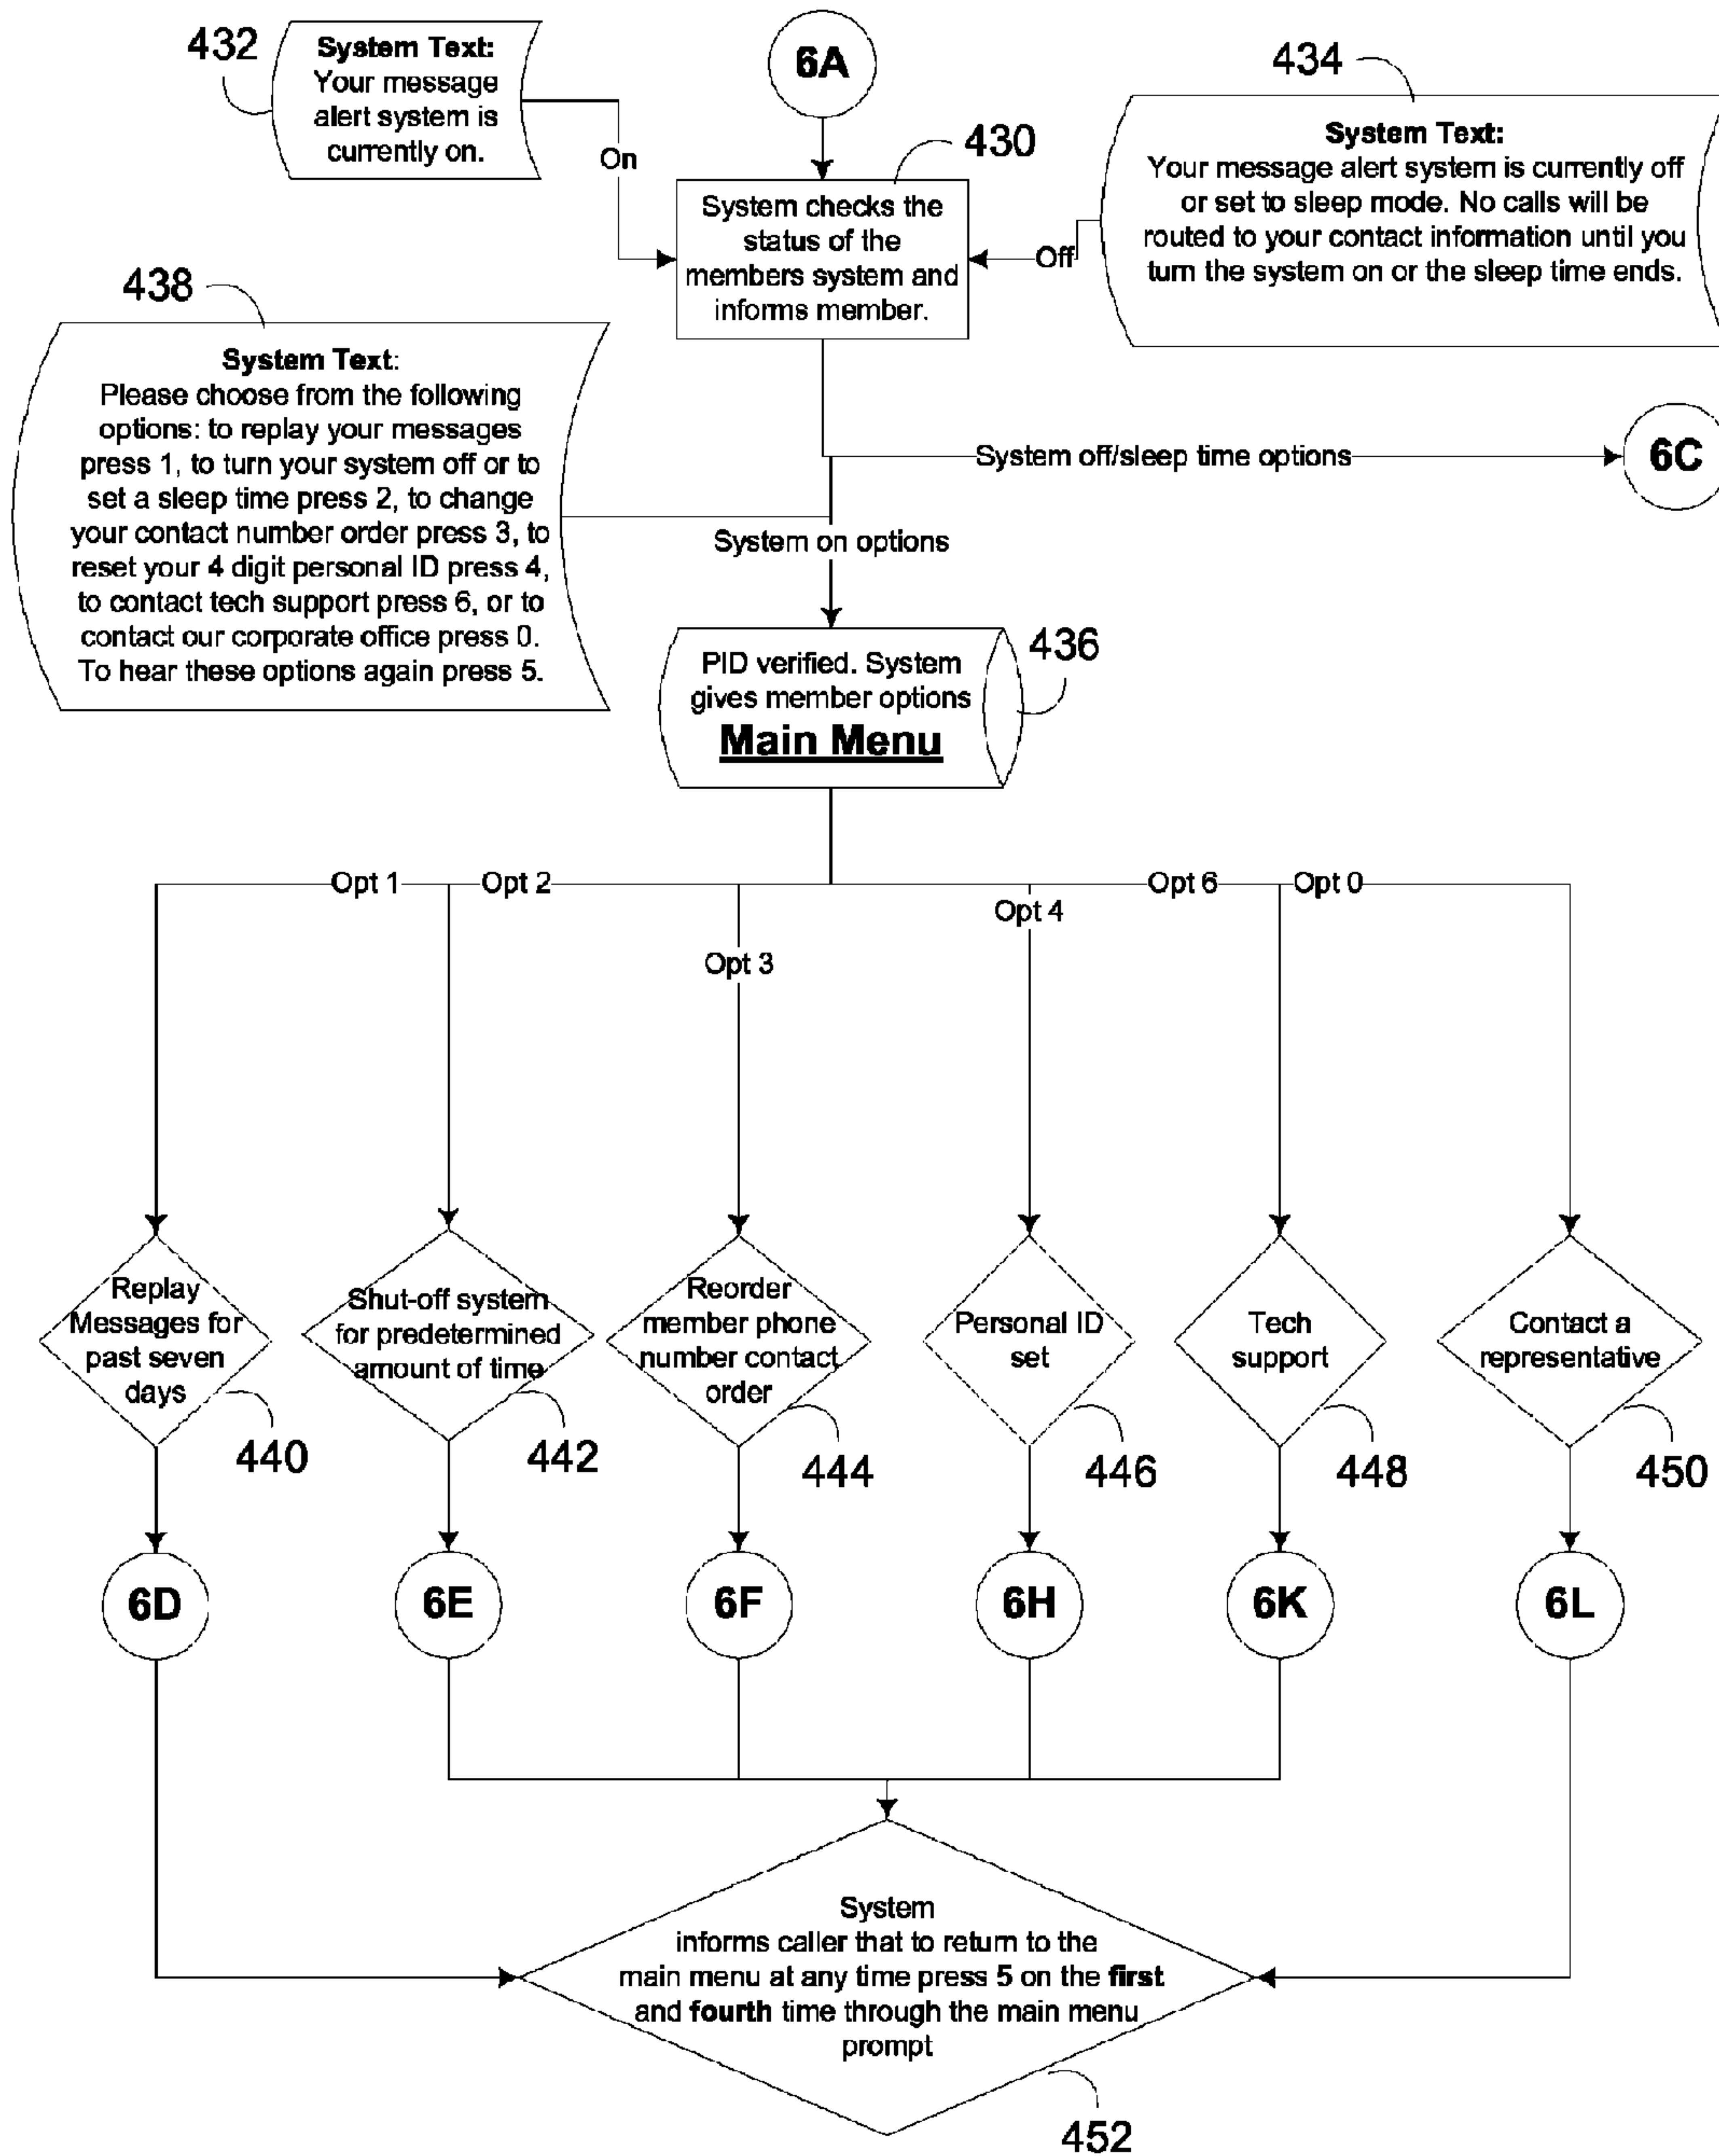 432
System Text:
Your message
alert system is
currently on.
On
6A
430
System checks the
status of the
members system and
informs member.
434
System Text:
Your message alert system is currently off
or set to sleep mode. No calls will be
routed to your contact information until you
turn the system on or the sleep time ends.
Off
438
System Text:
Please choose from the following
options: to replay your messages
press 1, to turn your system off or to
set a sleep time press 2, to change
your contact number order press 3, to
reset your 4 digit personal ID press 4,
to contact tech support press 6, or to
contact our corporate office press 0.
To hear these options again press 5.
System off/sleep time options
6C
System on options
PID verified. System
gives member options
Main Menu
436
Opt 1
Opt 2
Opt 3
Opt 4
Opt 6
Opt 0
Replay
Messages for
past seven
days
440
Shut-off system
for predetermined
amount of time
442
Reorder
member phone
number contact
order
444
Personal ID
set
446
Tech
support
448
Contact a
representative
450
6D
6E
6F
6H
6K
6L
System
informs caller that to return to the
main menu at any time press 5 on the first
and fourth time through the main menu
prompt
452